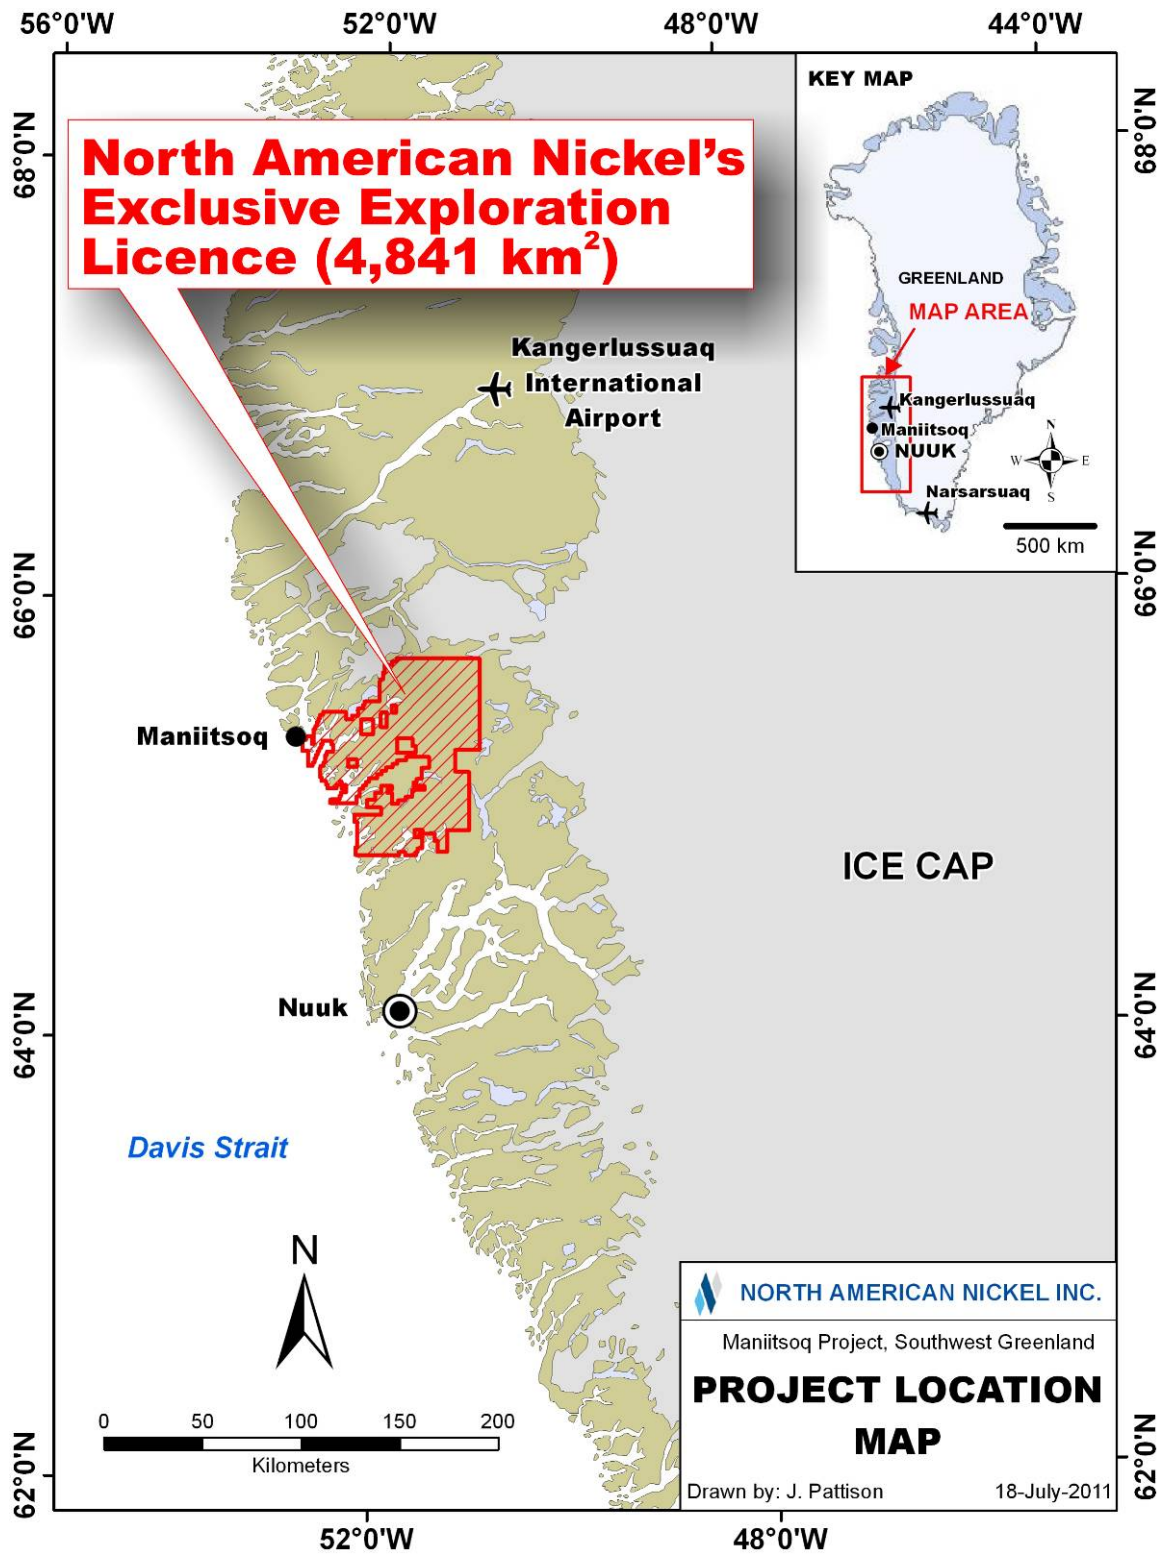 56°0'W 52°0'W 48°0'W 44°0'W
68°0'N
66°0'N
64°0'N
62°0'N
68°0'N
66°0'N
64°0'N
62°0'N
North American Nickel's
Exclusive Exploration
Licence (4,841 km²)
KEY MAP
GREENLAND
MAP AREA
Kangerlussuaq
Maniitsoq
NUUK
Narsarsuaq
N
W E
S
500 km
Kangerlussuaq
International
Airport
Maniitsoq
ICE CAP
Nuuk
Davis Strait
N
0 50 100 150 200
Kilometers
NORTH AMERICAN NICKEL INC.
Maniitsoq Project, Southwest Greenland
PROJECT LOCATION
MAP
Drawn by: J. Pattison 18-July-2011
52°0'W 48°0'W